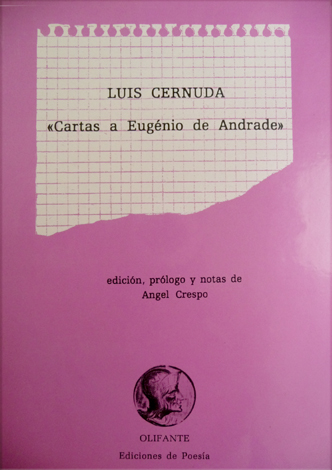 LUIS CERNUDA
«Cartas a Eugénio de Andrade»
edición, prólogo y notas de
Angel Crespo
OLIFANTE
Ediciones de Poesía